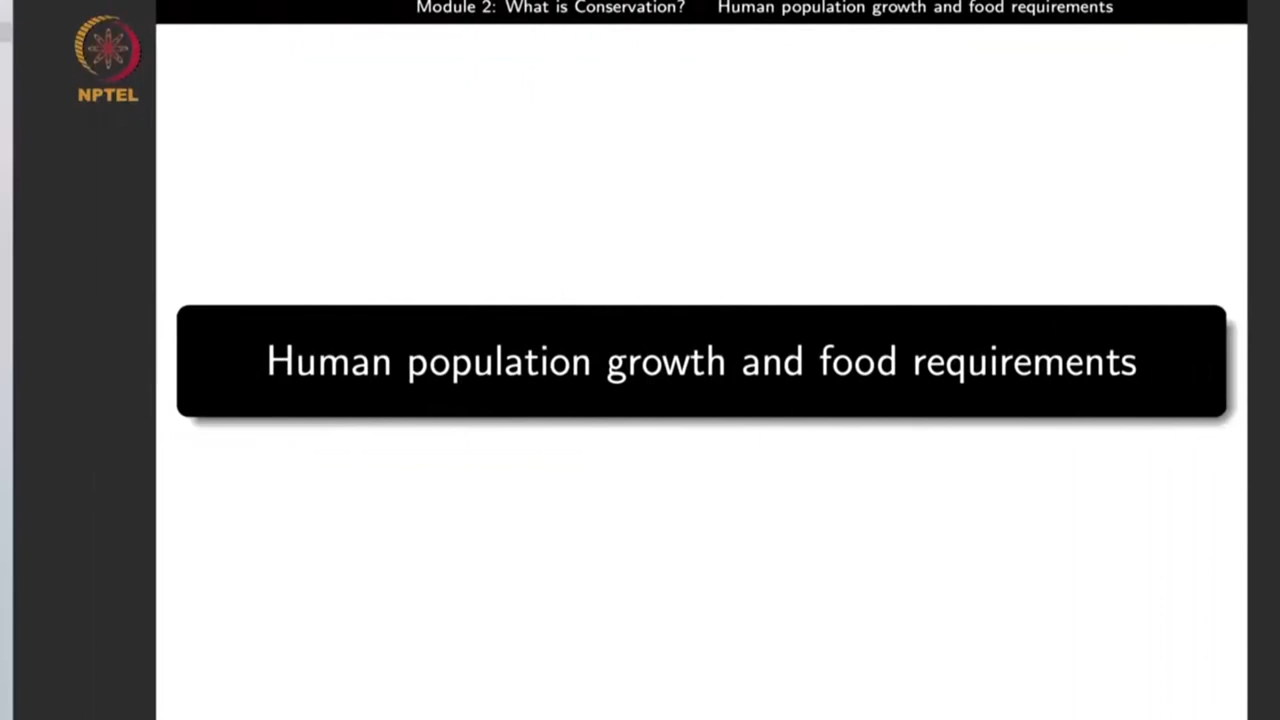 Module 2: What is Conservation? Human population growth and food requirements
NPTEL
Human population growth and food requirements